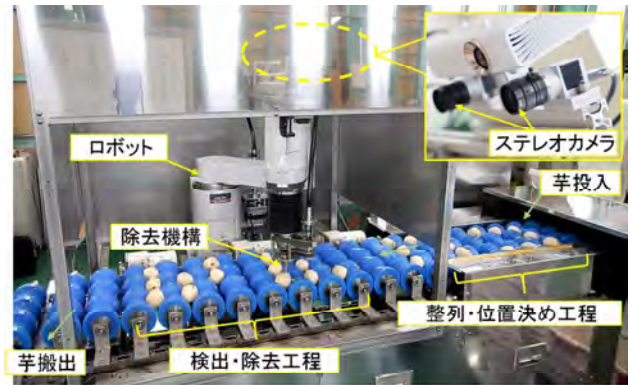 ステレオカメラ
ロボット
芋投入
除去機構
整列・位置決め工程
芋搬出
検出・除去工程